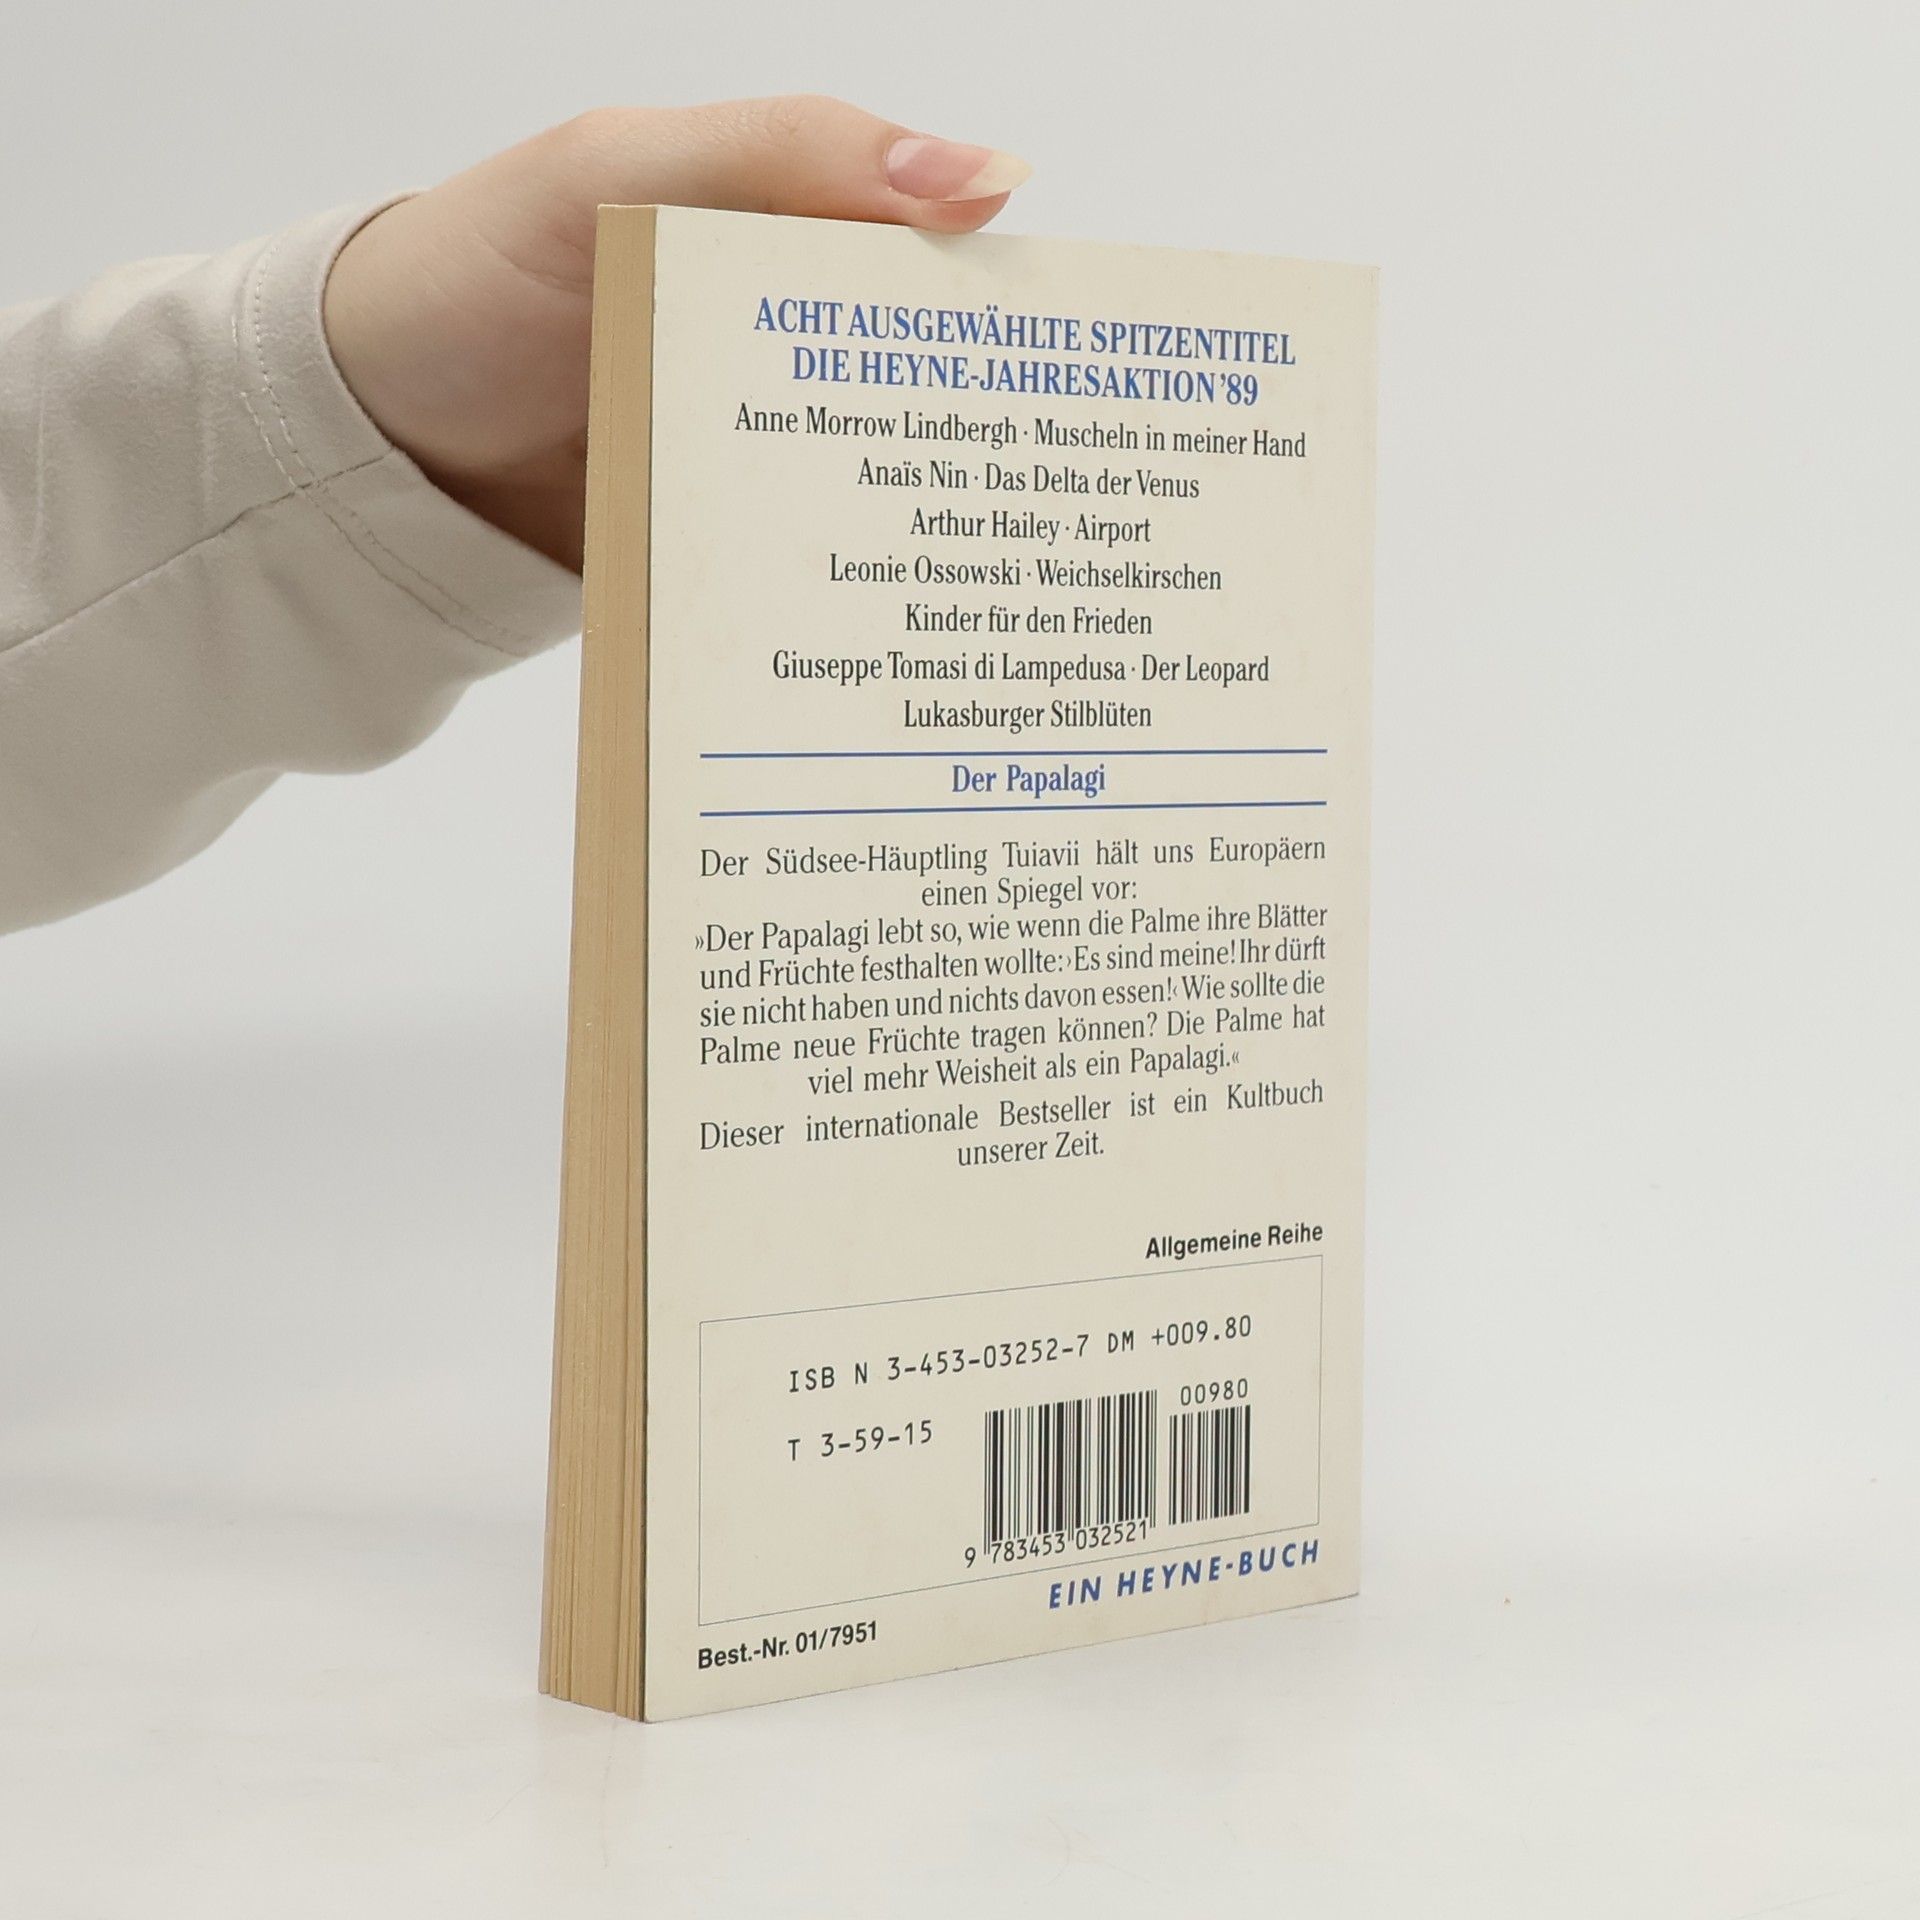 ACHT AUSGEWÄHLTE SPITZENTITEL
DIE HEYNE-JAHRESAKTION '89
Anne Morrow Lindbergh · Muscheln in meiner Hand
Anaïs Nin · Das Delta der Venus
Arthur Hailey · Airport
Leonie Ossowski · Weichselkirschen
Kinder für den Frieden
Giuseppe Tomasi di Lampedusa · Der Leopard
Lukasburger Stilblüten
Der Papalagi
Der Südsee-Häuptling Tuiavii hält uns Europäern
einen Spiegel vor:
»Der Papalagi lebt so, wie wenn die Palme ihre Blätter
und Früchte festhalten wollte: ›Es sind meine! Ihr dürft
sie nicht haben und nichts davon essen!‹ Wie sollte die
Palme neue Früchte tragen können? Die Palme hat
viel mehr Weisheit als ein Papalagi.«
Dieser internationale Bestseller ist ein Kultbuch
unserer Zeit.
Allgemeine Reihe
ISB N 3-453-03252-7 DM +009.80
00980
T 3-59-15
9 783453 032521
EIN HEYNE-BUCH
Best.-Nr. 01/7951